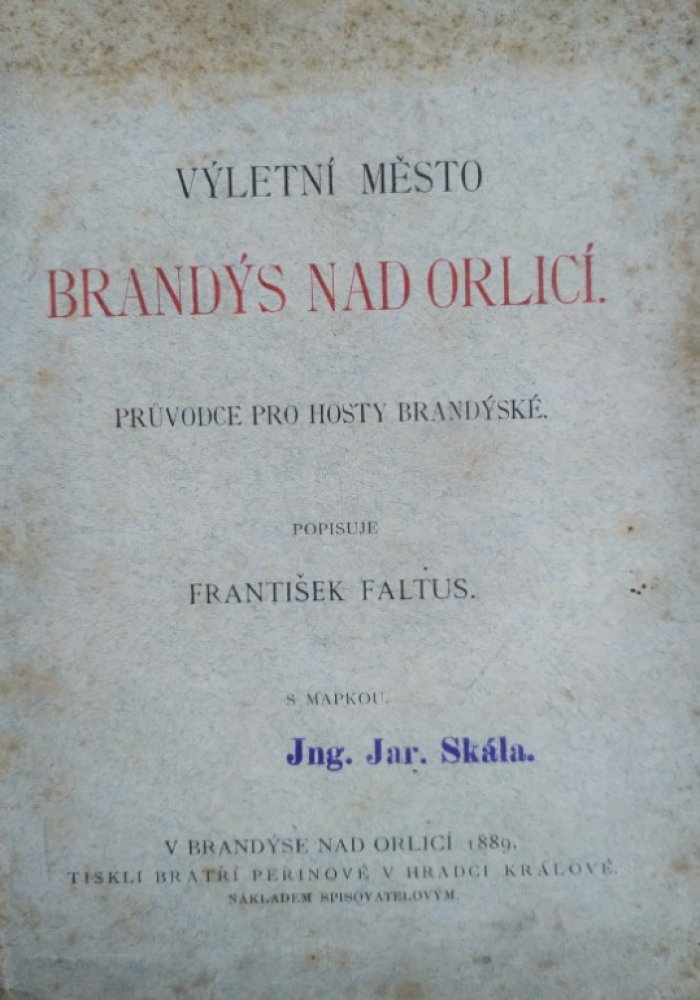 VÝLETNÍ MĚSTO
BRANDÝS NAD ORLICÍ.
PRŮVODCE PRO HOSTY BRANDÝSKÉ.
POPISUJE
FRANTIŠEK FALTUS.
S MAPKOU.
Jng. Jar. Skála.
V BRANDÝSE NAD ORLICÍ 1889.
TISKLI BRATŘÍ PEŘINOVÉ V HRADCI KRÁLOVÉ.
NÁKLADEM SPISOVATELOVÝM.